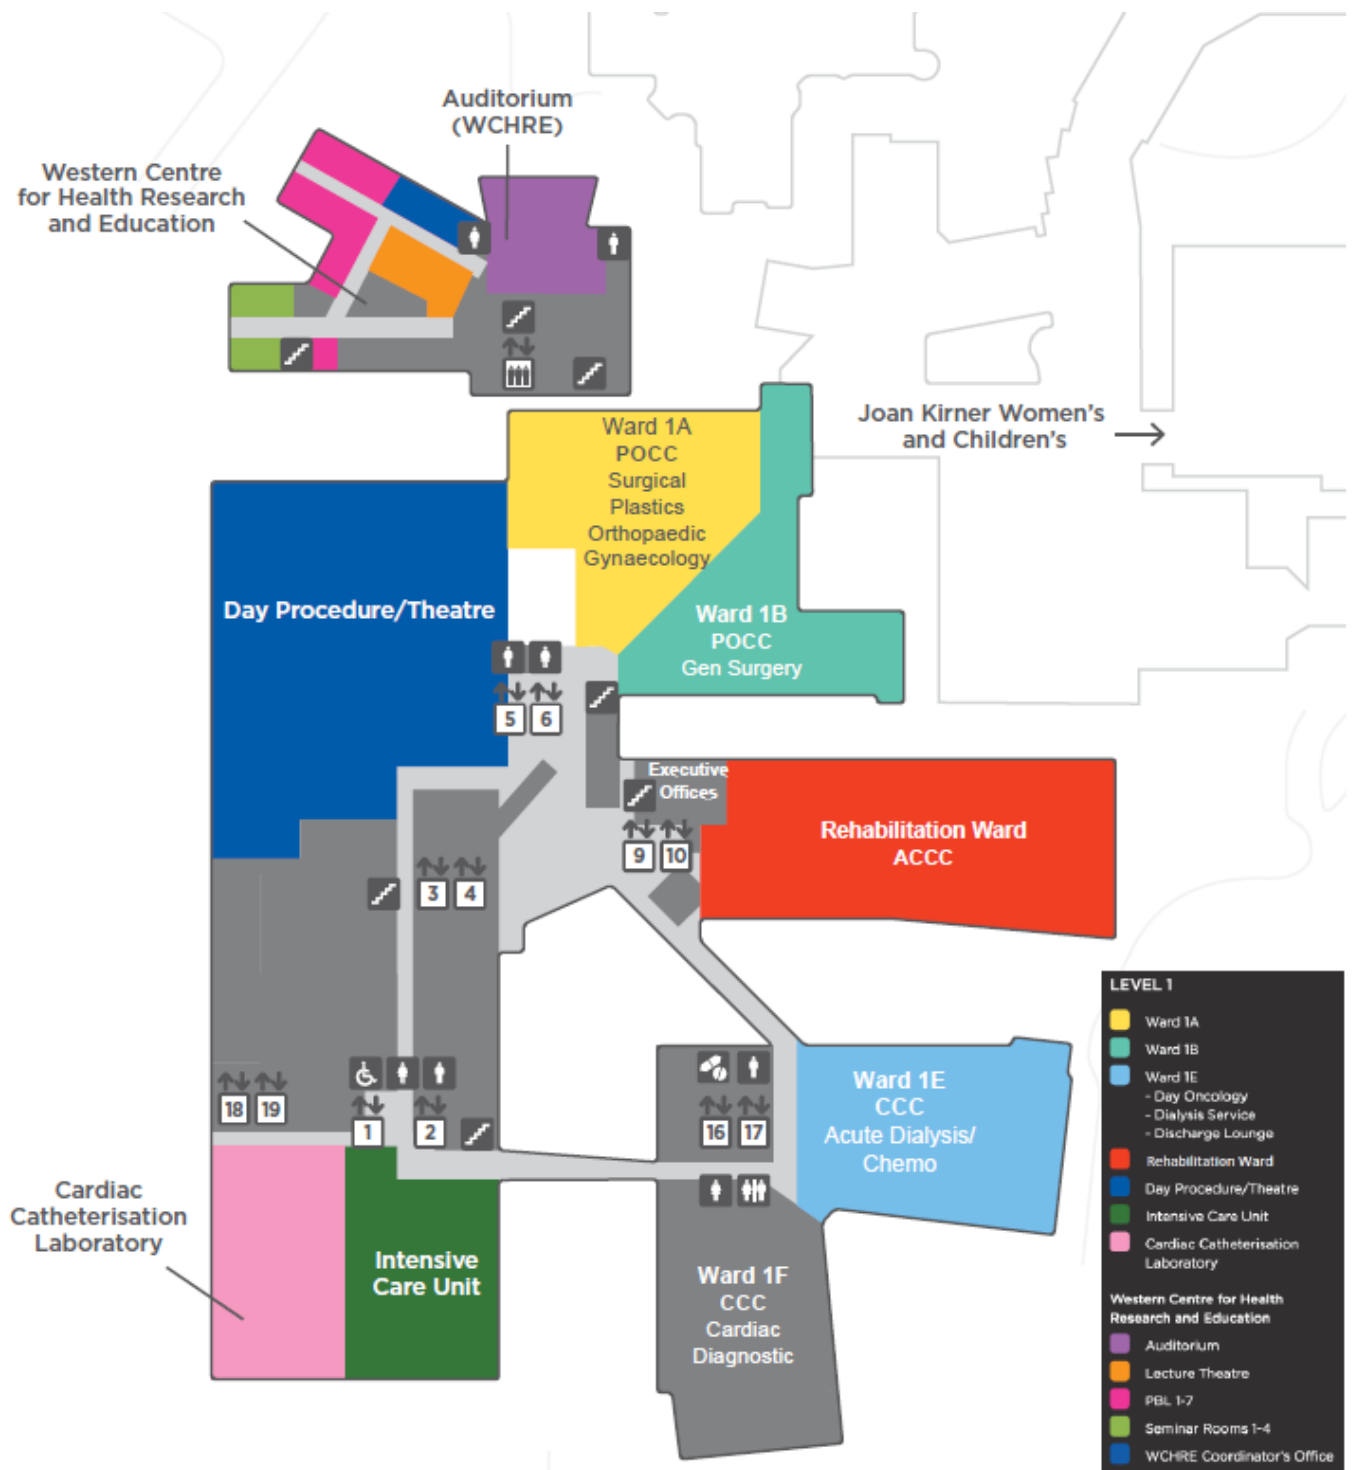 Auditorium
(WCHRE)
Western Centre
for Health Research
and Education
Ward 1A
POCC
Surgical
Plastics
Orthopaedic
Gynaecology
Joan Kirner Women's
and Children's
Day Procedure/Theatre
Ward 1B
POCC
Gen Surgery
5 6
Executive
Offices
9 10
Rehabilitation Ward
ACCC
3 4
18 19
1
2
16 17
Ward 1E
CCC
Acute Dialysis/
Chemo
Cardiac
Catheterisation
Laboratory
Intensive
Care Unit
Ward 1F
CCC
Cardiac
Diagnostic
LEVEL 1
Ward 1A
Ward 1B
Ward 1E
- Day Oncology
- Dialysis Service
- Discharge Lounge
Rehabilitation Ward
Day Procedure/Theatre
Intensive Care Unit
Cardiac Catheterisation
Laboratory
Western Centre for Health
Research and Education
Auditorium
Lecture Theatre
PBL 1-7
Seminar Rooms 1-4
WCHRE Coordinator's Office